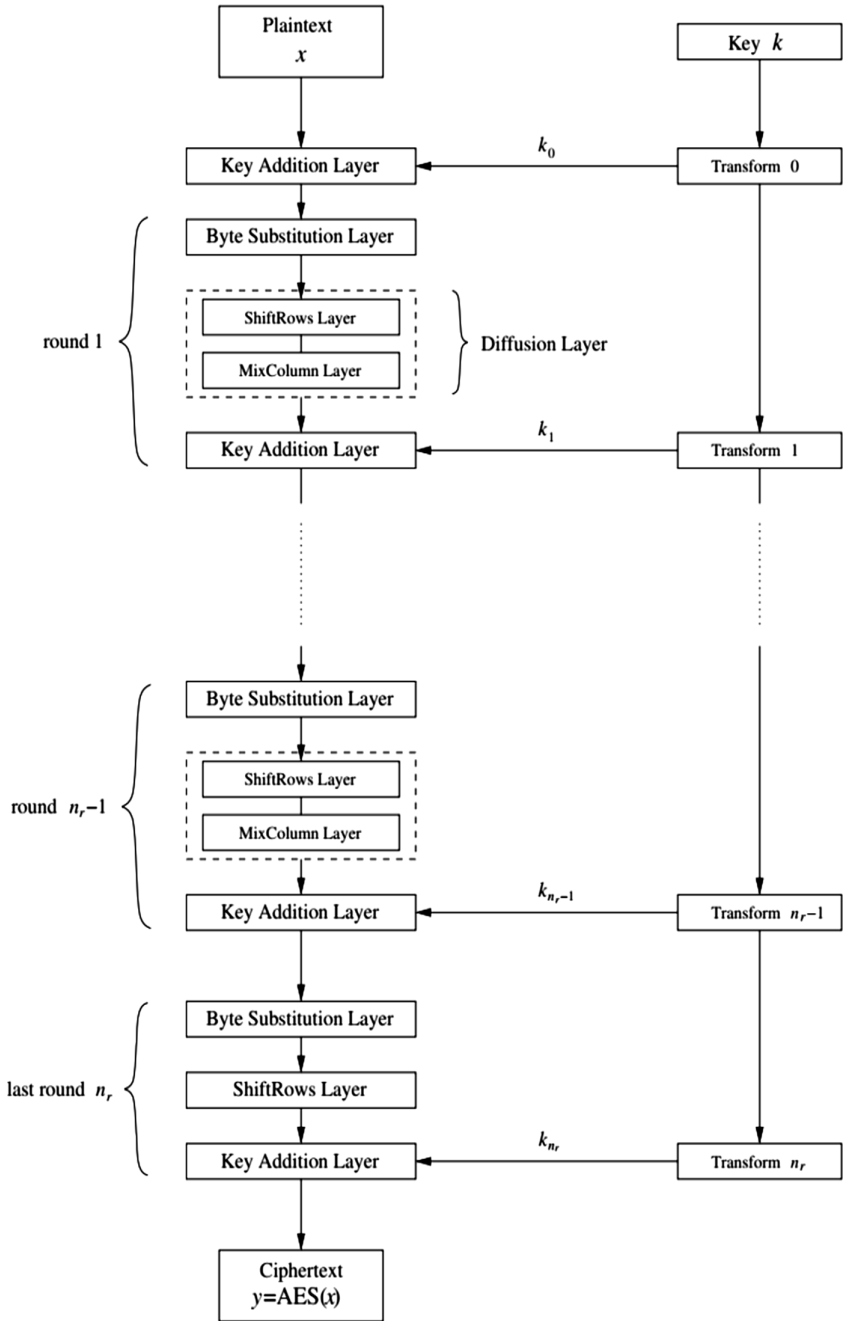 Plaintext
x
Key k
k0
Key Addition Layer
Transform 0
Byte Substitution Layer
ShiftRows Layer
round 1
Diffusion Layer
MixColumn Layer
k1
Key Addition Layer
Transform 1
Byte Substitution Layer
ShiftRows Layer
round nr−1
MixColumn Layer
knr−1
Key Addition Layer
Transform nr−1
Byte Substitution Layer
last round nr
ShiftRows Layer
knr
Key Addition Layer
Transform nr
Ciphertext
y=AES(x)